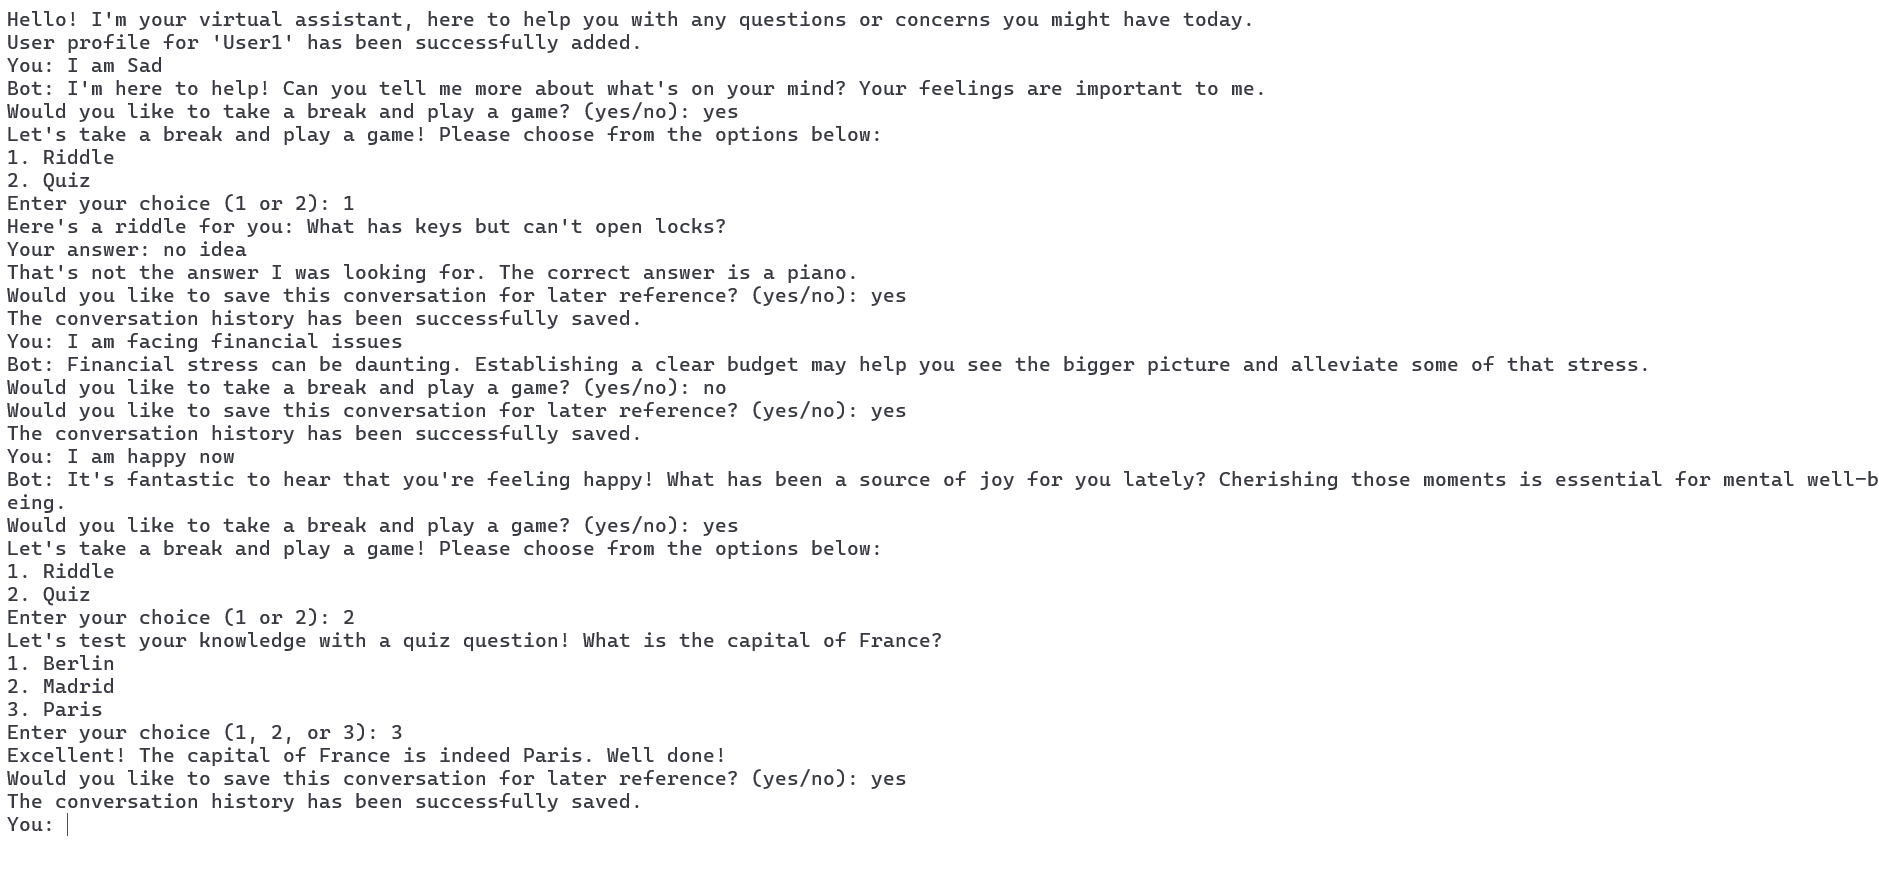 Hello! I'm your virtual assistant, here to help you with any questions or concerns you might have today.
User profile for 'User1' has been successfully added.
You: I am Sad
Bot: I'm here to help! Can you tell me more about what's on your mind? Your feelings are important to me.
Would you like to take a break and play a game? (yes/no): yes
Let's take a break and play a game! Please choose from the options below:
1. Riddle
2. Quiz
Enter your choice (1 or 2): 1
Here's a riddle for you: What has keys but can't open locks?
Your answer: no idea
That's not the answer I was looking for. The correct answer is a piano.
Would you like to save this conversation for later reference? (yes/no): yes
The conversation history has been successfully saved.
You: I am facing financial issues
Bot: Financial stress can be daunting. Establishing a clear budget may help you see the bigger picture and alleviate some of that stress.
Would you like to take a break and play a game? (yes/no): no
Would you like to save this conversation for later reference? (yes/no): yes
The conversation history has been successfully saved.
You: I am happy now
Bot: It's fantastic to hear that you're feeling happy! What has been a source of joy for you lately? Cherishing those moments is essential for mental well-b
eing.
Would you like to take a break and play a game? (yes/no): yes
Let's take a break and play a game! Please choose from the options below:
1. Riddle
2. Quiz
Enter your choice (1 or 2): 2
Let's test your knowledge with a quiz question! What is the capital of France?
1. Berlin
2. Madrid
3. Paris
Enter your choice (1, 2, or 3): 3
Excellent! The capital of France is indeed Paris. Well done!
Would you like to save this conversation for later reference? (yes/no): yes
The conversation history has been successfully saved.
You: